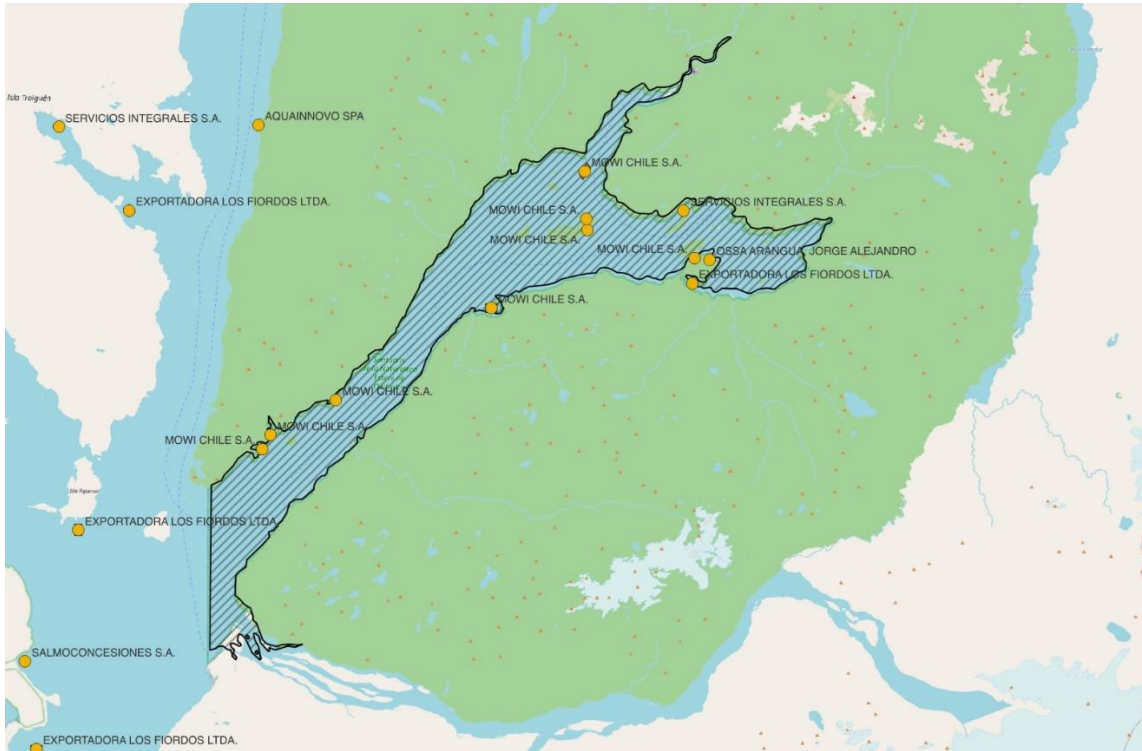 Isla Traiguén
SERVICIOS INTEGRALES S.A.
AQUAINNOVO SPA
MOWI CHILE S.A.
EXPORTADORA LOS FIORDOS LTDA.
SERVICIOS INTEGRALES S.A.
MOWI CHILE S.A.
MOWI CHILE S.A.
MOWI CHILE S.A.
OSSA ARANGUA, JORGE ALEJANDRO
EXPORTADORA LOS FIORDOS LTDA.
MOWI CHILE S.A.
MOWI CHILE S.A.
MOWI CHILE S.A.
MOWI CHILE S.A.
EXPORTADORA LOS FIORDOS LTDA.
SALMOCONCESIONES S.A.
EXPORTADORA LOS FIORDOS LTDA.